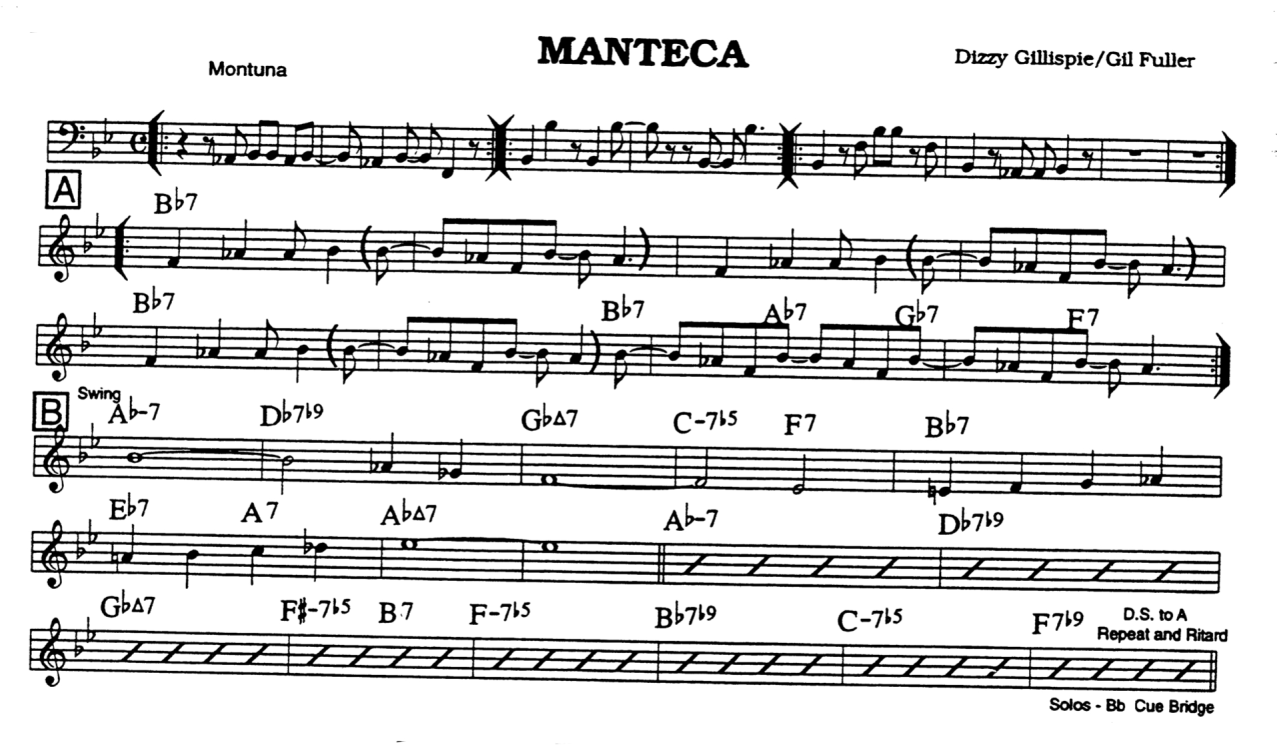 MANTECA
Montuna
Dizzy Gillispie/Gil Fuller
A
B♭7
B♭7 B♭7 A♭7 G♭7 F7
B
Swing
A♭-7 D♭7♭9 G♭Δ7 C-7♭5 F7 B♭7
E♭7 A7 A♭Δ7 A♭-7 D♭7♭9
G♭Δ7 F#-7♭5 B7 F-7♭5 B♭7♭9 C-7♭5 F7♭9
D.S. to A
Repeat and Ritard
Solos - Bb Cue Bridge